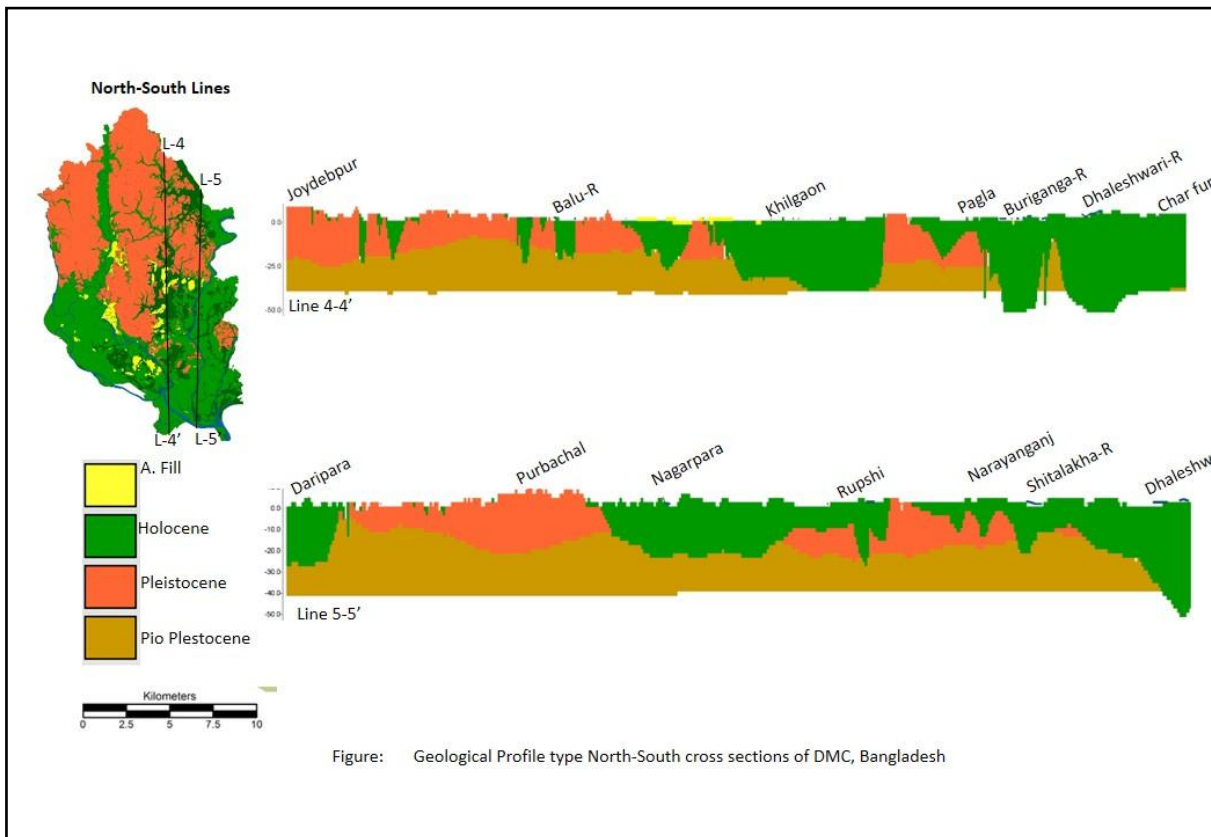 North-South Lines
L-4
L-5
L-4'
L-5'
Joydebpur
Balu-R
Khilgaon
Pagla
Buriganga-R
Dhaleshwari-R
Char fur
0.0
-25.0
-50.0
Line 4-4'
Daripara
Purbachal
Nagarpara
Rupshi
Narayanganj
Shitalakha-R
Dhaleshw
0.0
-10.0
-20.0
-30.0
-40.0
-50.0
Line 5-5'
A. Fill
Holocene
Pleistocene
Pio Plestocene
Kilometers
0 2.5 5 7.5 10
Figure: Geological Profile type North-South cross sections of DMC, Bangladesh